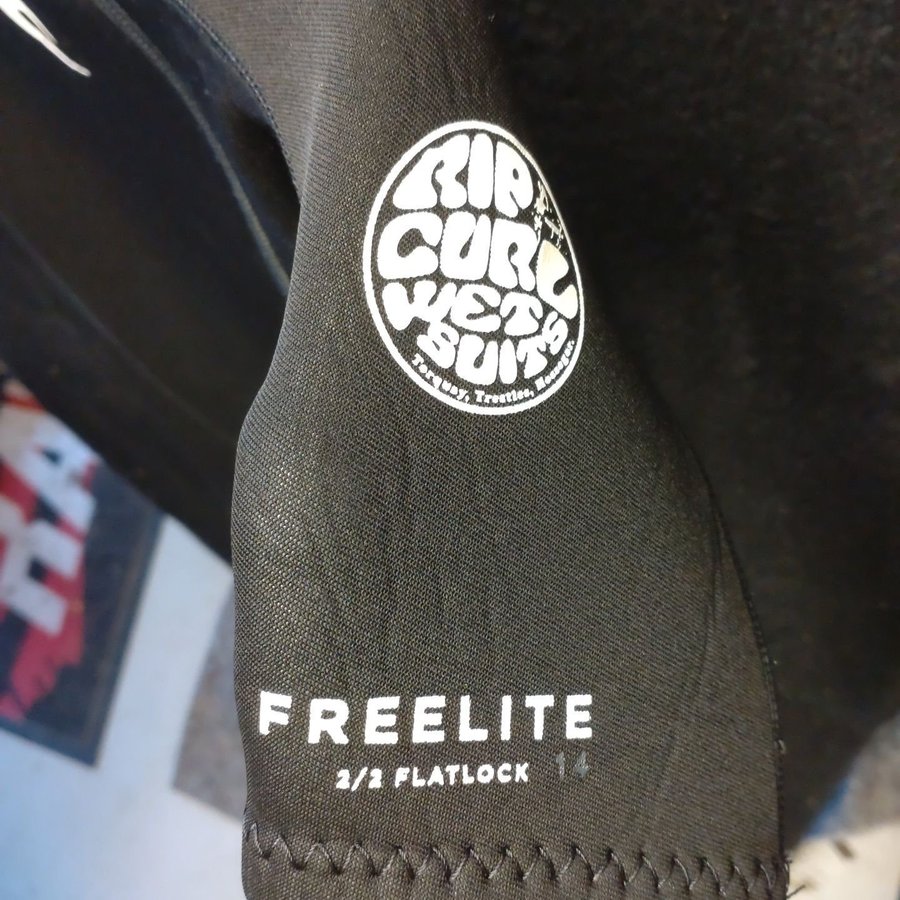 RIP
CURL
WET
SUITS
Torquay, Trestles, Hossegor.
FREELITE
2/2 FLATLOCK 14